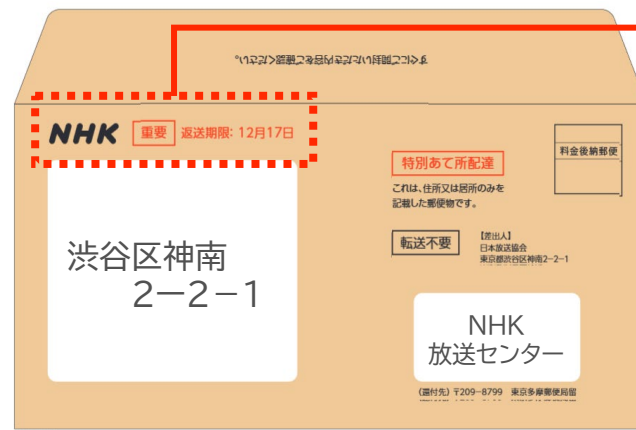 すぐにご開封いただき内容をご確認ください。
NHK 重要 返送期限: 12月17日
料金後納郵便
特別あて所配達
これは、住所又は居所のみを
記載した郵便物です。
転送不要
【差出人】
日本放送協会
東京都渋谷区神南2-2-1
渋谷区神南
2ー2−1
NHK
放送センター
(還付先) 〒209-8799 東京多摩郵便局留